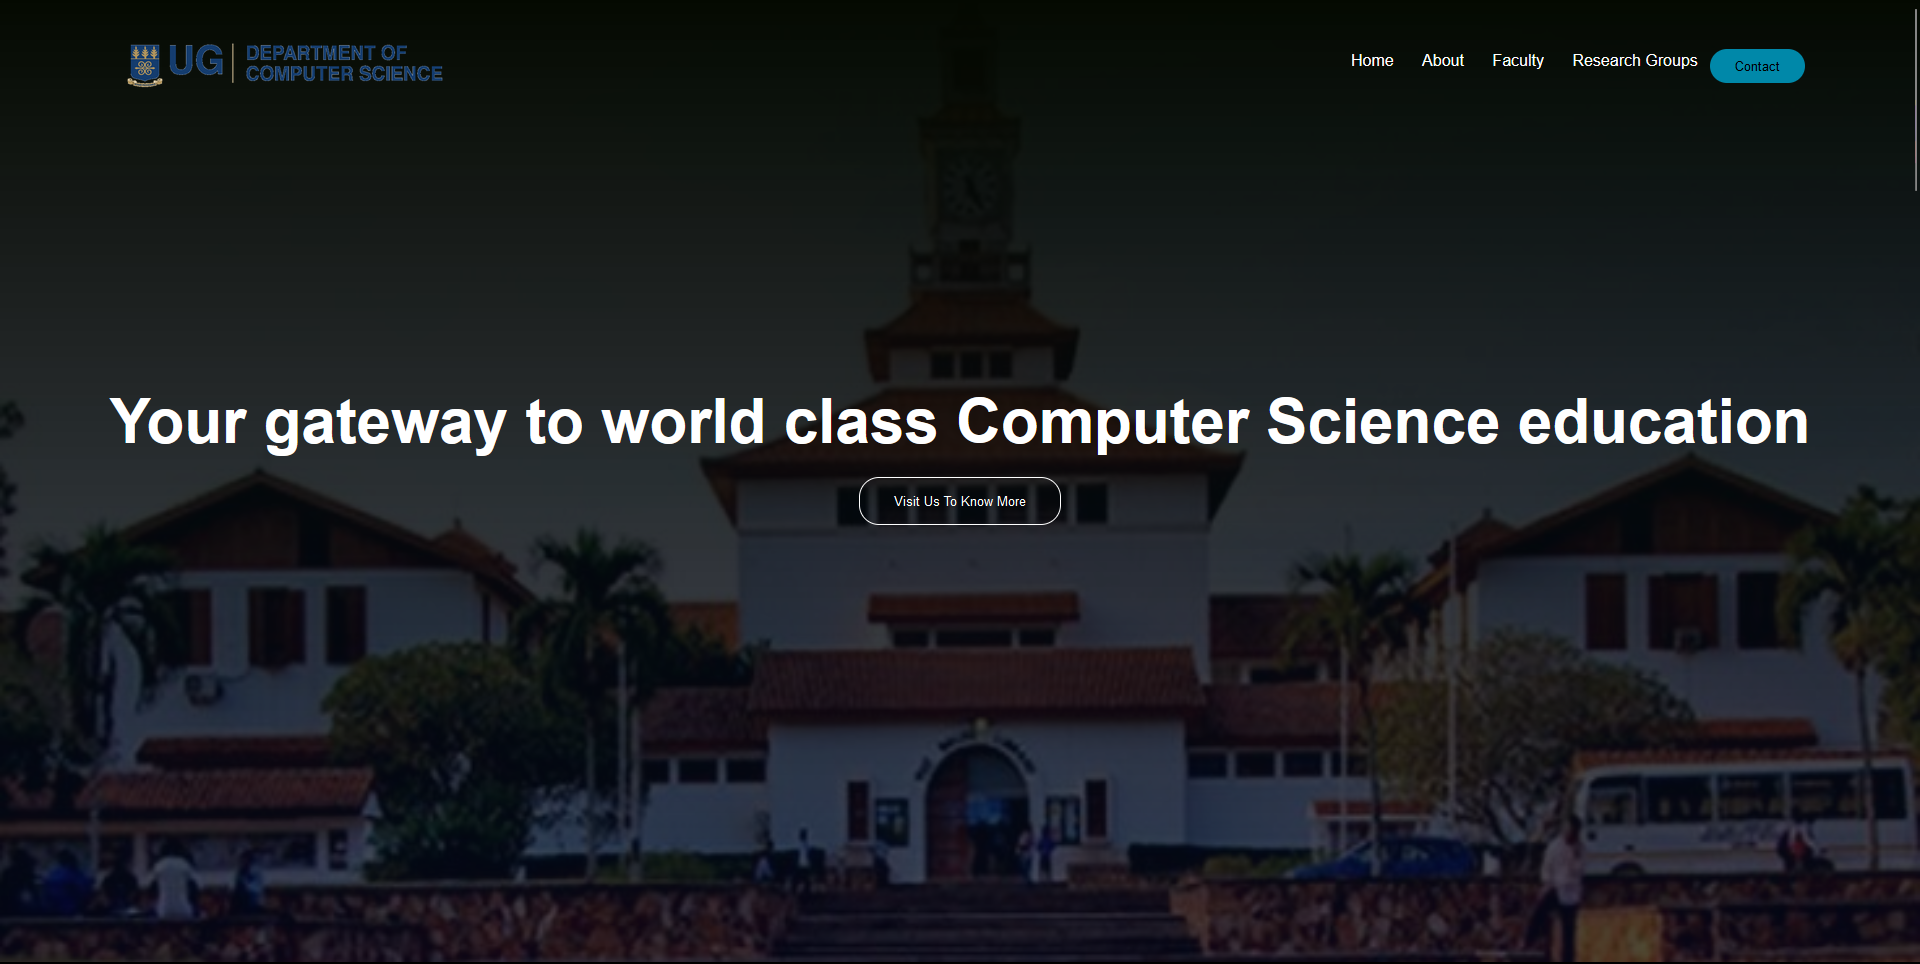 UG
DEPARTMENT OF
COMPUTER SCIENCE
Home
About
Faculty
Research Groups
Contact
Your gateway to world class Computer Science education
Visit Us To Know More